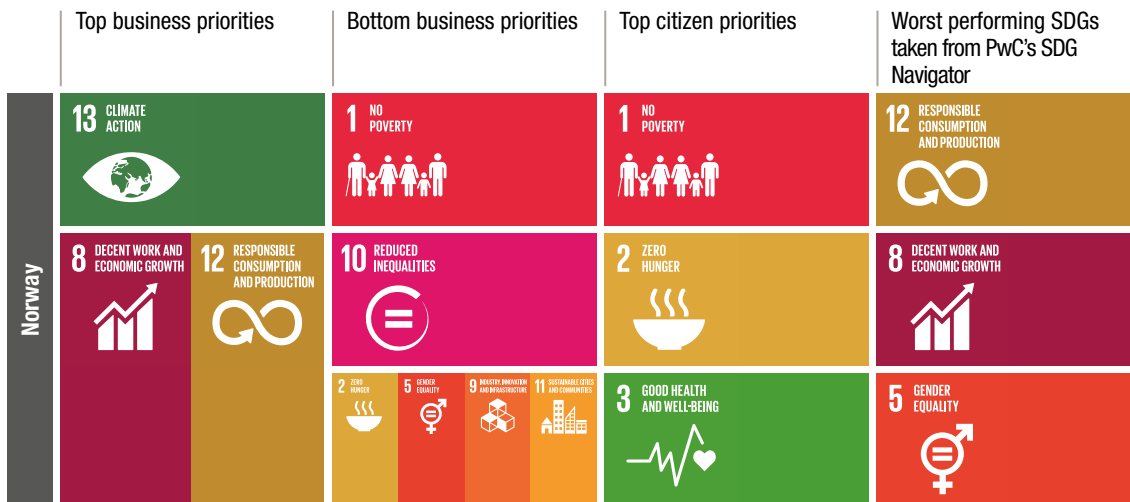 Top business priorities
Bottom business priorities
Top citizen priorities
Worst performing SDGs
taken from PwC's SDG
Navigator
Norway
13 CLIMATE
ACTION
8 DECENT WORK AND
ECONOMIC GROWTH
12 RESPONSIBLE
CONSUMPTION
AND PRODUCTION
1 NO
POVERTY
10 REDUCED
INEQUALITIES
2 ZERO
HUNGER
5 GENDER
EQUALITY
9 INDUSTRY, INNOVATION
AND INFRASTRUCTURE
11 SUSTAINABLE CITIES
AND COMMUNITIES
1 NO
POVERTY
2 ZERO
HUNGER
3 GOOD HEALTH
AND WELL-BEING
12 RESPONSIBLE
CONSUMPTION
AND PRODUCTION
8 DECENT WORK AND
ECONOMIC GROWTH
5 GENDER
EQUALITY